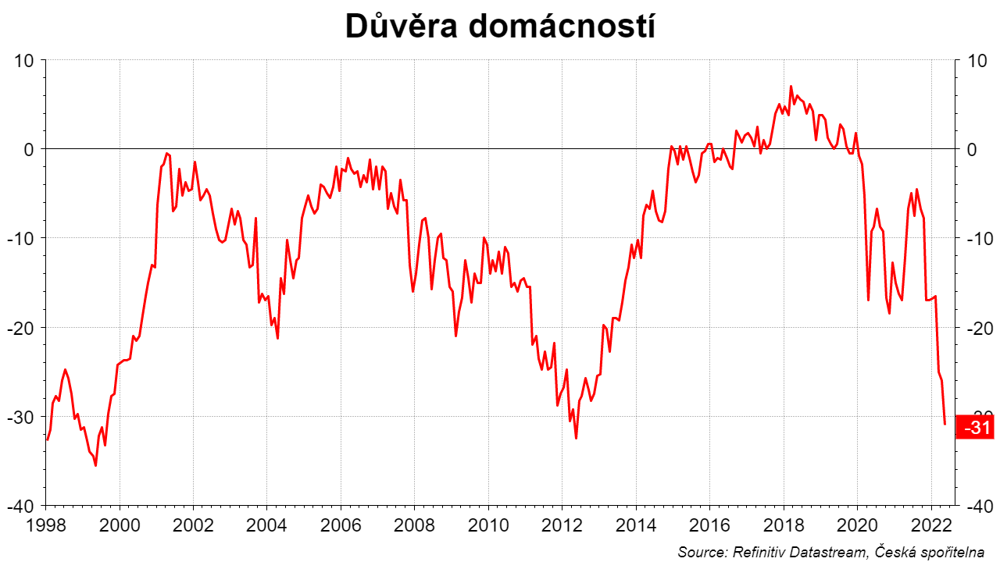 Důvěra domácností
10 10
0 0
-10 -10
-20 -20
-30 -30
-31
-40 -40
1998 2000 2002 2004 2006 2008 2010 2012 2014 2016 2018 2020 2022
Source: Refinitiv Datastream, Česká spořitelna